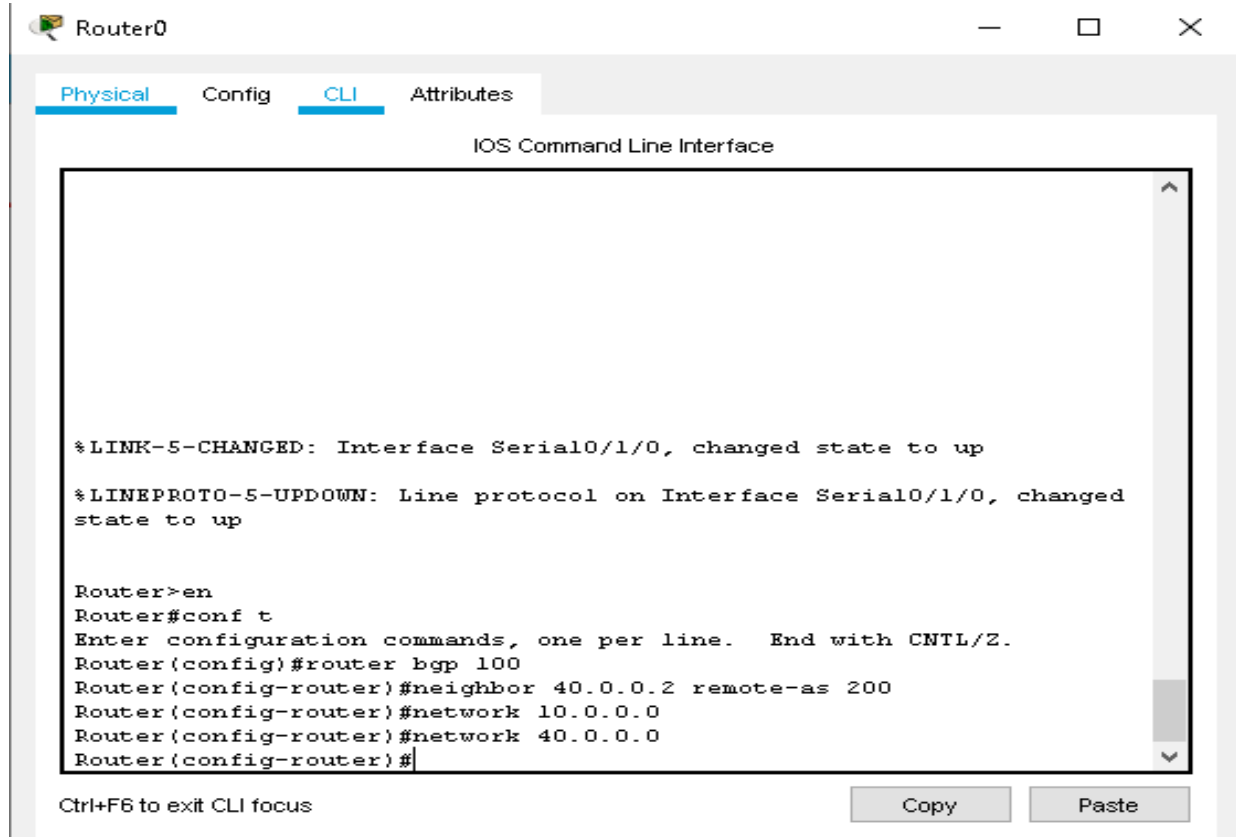 Router0
Physical Config CLI Attributes
IOS Command Line Interface
%LINK-5-CHANGED: Interface Serial0/1/0, changed state to up
%LINEPROTO-5-UPDOWN: Line protocol on Interface Serial0/1/0, changed
state to up
Router>en
Router#conf t
Enter configuration commands, one per line.  End with CNTL/Z.
Router(config)#router bgp 100
Router(config-router)#neighbor 40.0.0.2 remote-as 200
Router(config-router)#network 10.0.0.0
Router(config-router)#network 40.0.0.0
Router(config-router)#
Ctrl+F6 to exit CLI focus Copy Paste